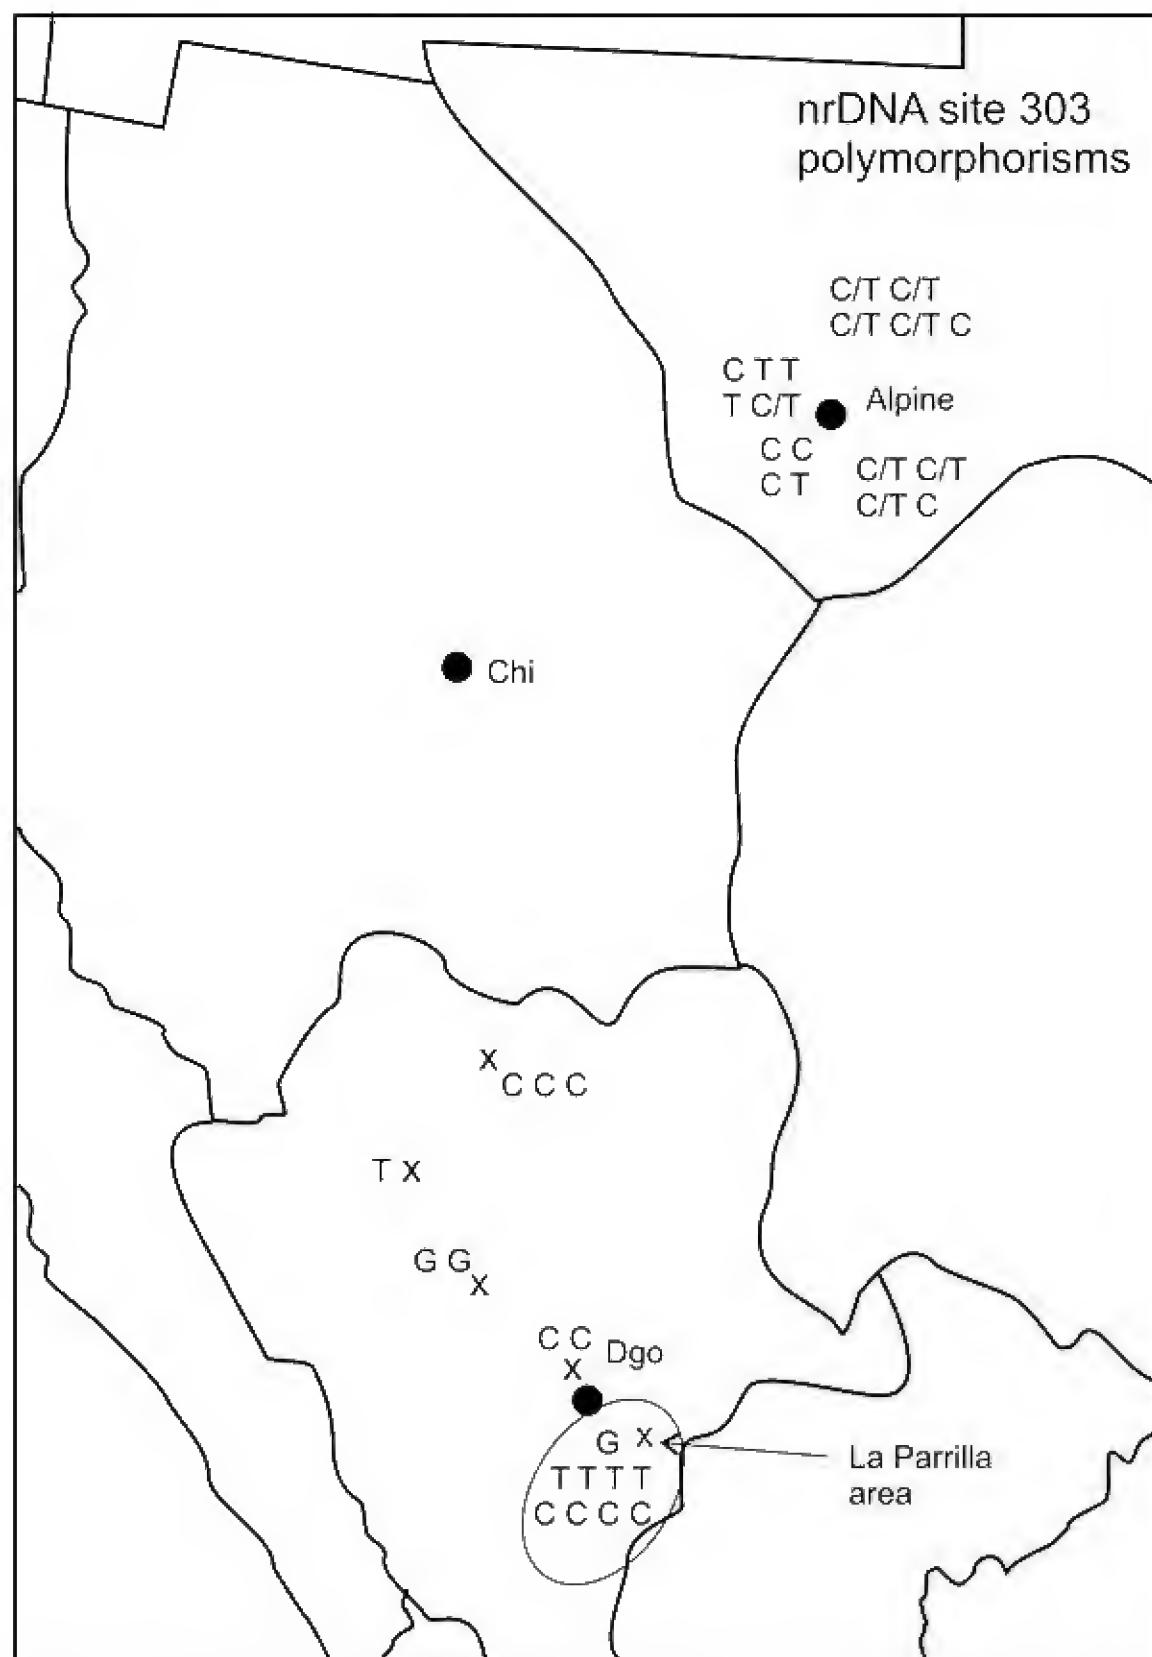 nrDNA site 303
polymorphorisms
C/T C/T
C/T C/T C
C T T
T C/T
Alpine
C C
C T
C/T C/T
C/T C
Chi
X
C C C
T X
G G
X
C C
X
Dgo
G X
T T T T
C C C C
La Parrilla
area